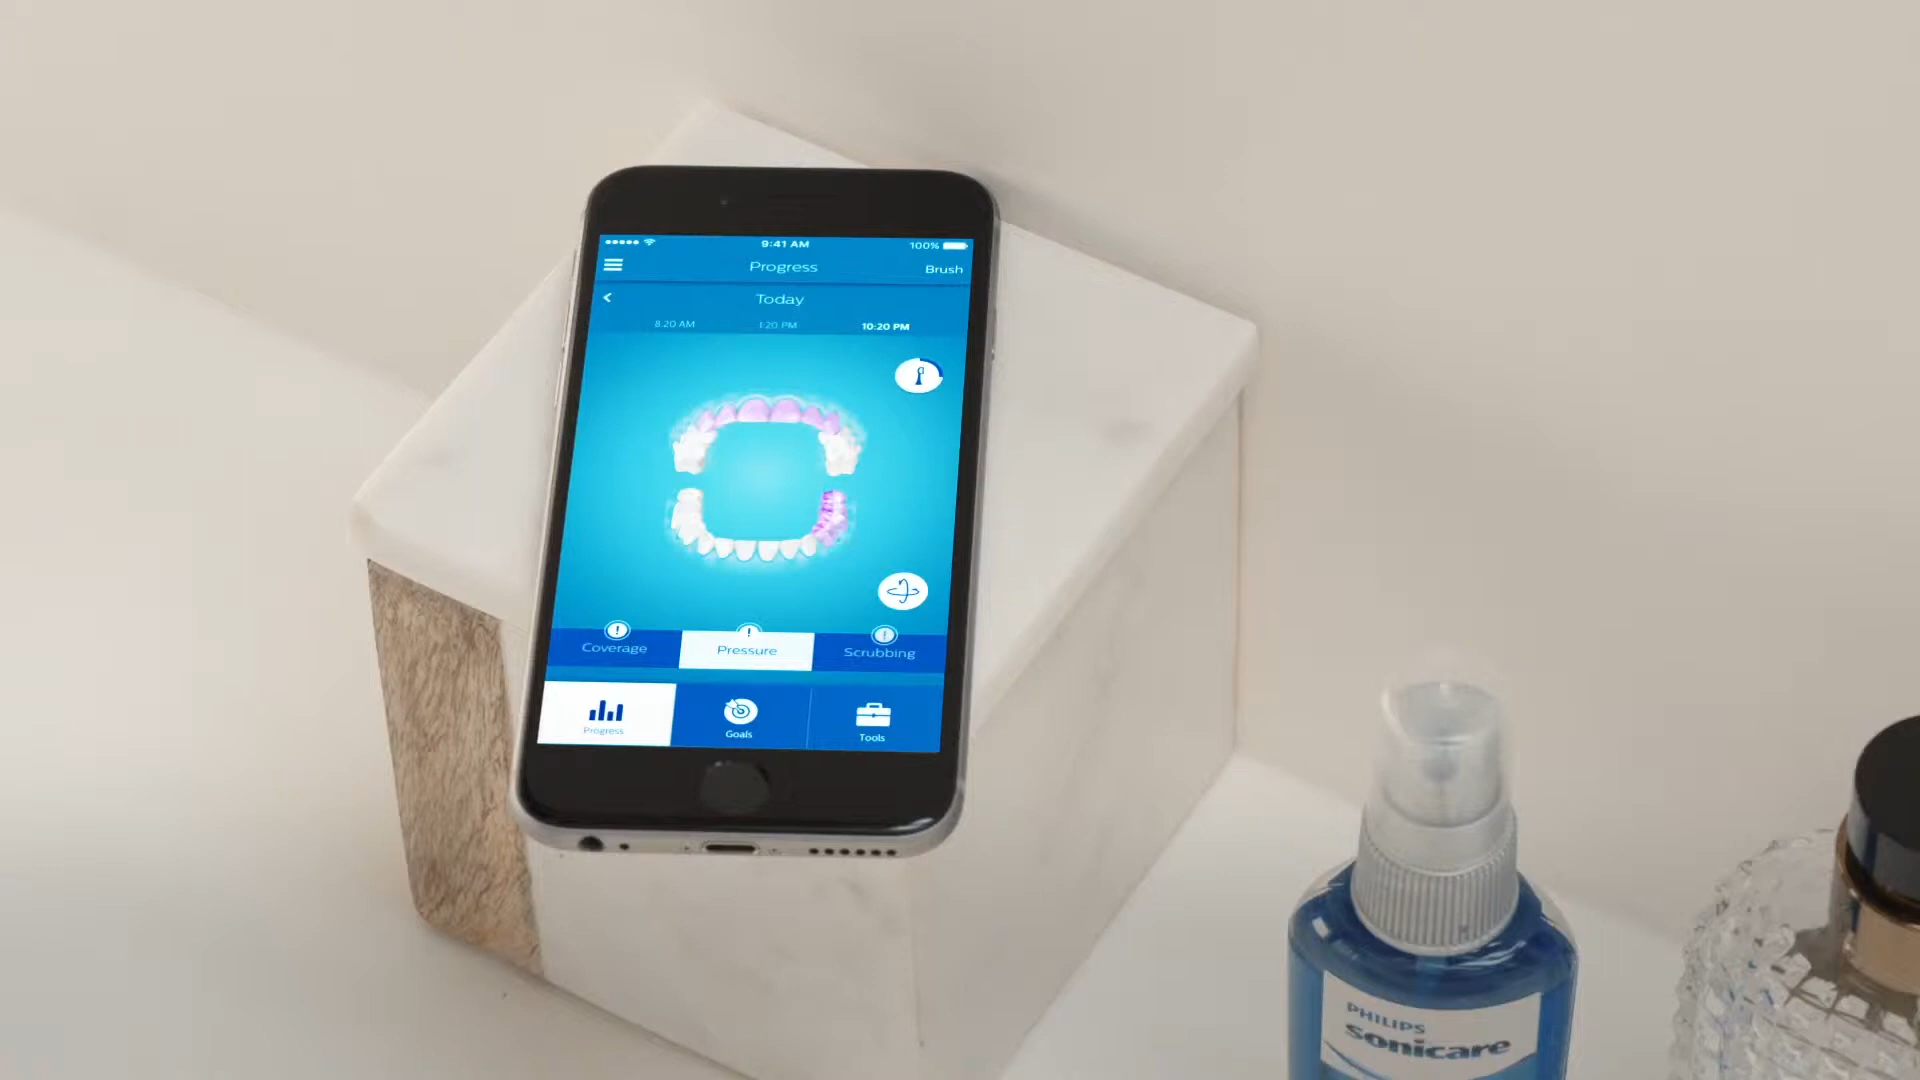 9:41 AM 100%
Progress Brush
Today
8:20 AM 1:20 PM 10:20 PM
Coverage Pressure Scrubbing
Progress Goals Tools
PHILIPS
sonicare